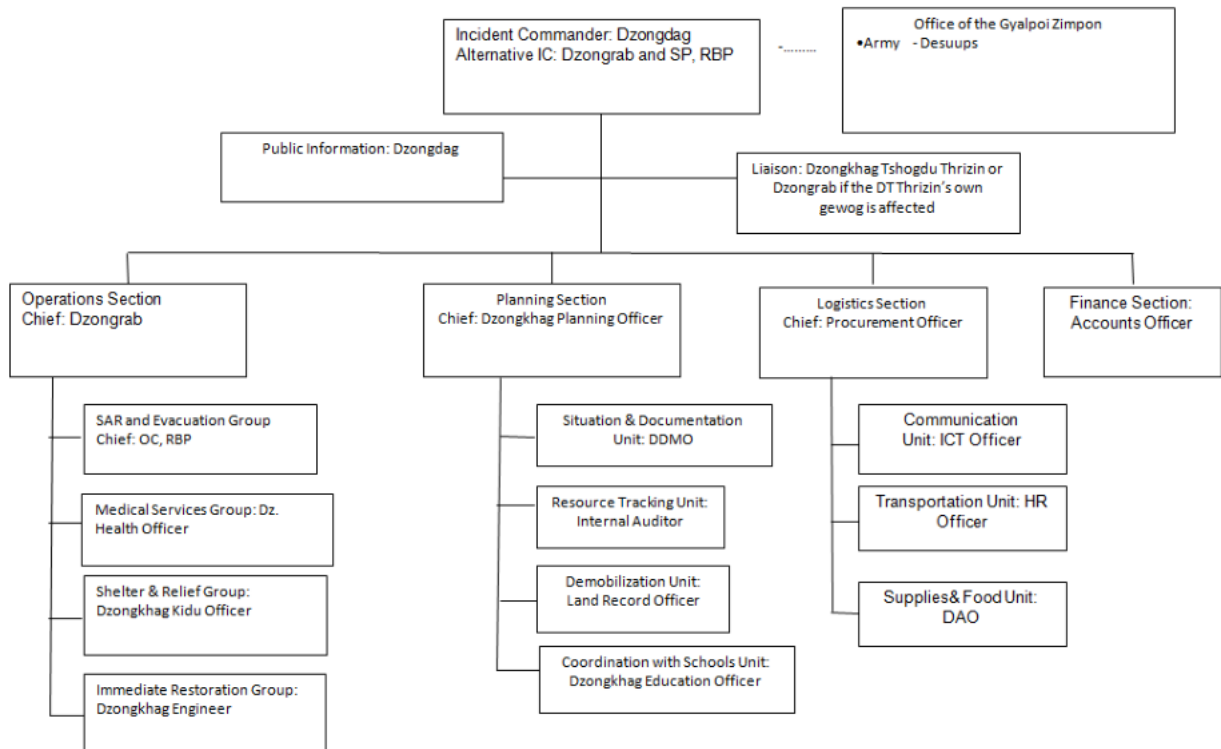 Incident Commander: Dzongdag
Alternative IC: Dzongrab and SP, RBP
-.........
Office of the Gyalpoi Zimpon
•Army - Desuups
Public Information: Dzongdag
Liaison: Dzongkhag Tshogdu Thrizin or
Dzongrab if the DT Thrizin's own
gewog is affected
Operations Section
Chief: Dzongrab
Planning Section
Chief: Dzongkhag Planning Officer
Logistics Section
Chief: Procurement Officer
Finance Section:
Accounts Officer
SAR and Evacuation Group
Chief: OC, RBP
Medical Services Group: Dz.
Health Officer
Shelter & Relief Group:
Dzongkhag Kidu Officer
Immediate Restoration Group:
Dzongkhag Engineer
Situation & Documentation
Unit: DDMO
Resource Tracking Unit:
Internal Auditor
Demobilization Unit:
Land Record Officer
Coordination with Schools Unit:
Dzongkhag Education Officer
Communication
Unit: ICT Officer
Transportation Unit: HR
Officer
Supplies& Food Unit:
DAO